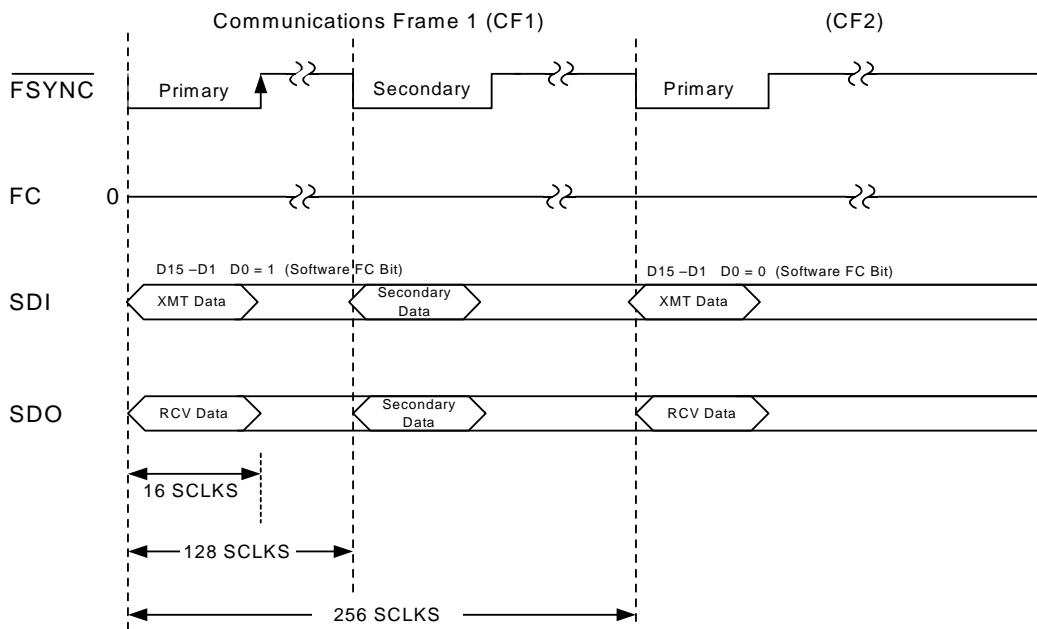 Communications Frame 1 (CF1)
(CF2)
FSYNC
Primary
Secondary
Primary
FC 0
D15 –D1 D0 = 1 (Software FC Bit)
D15 –D1 D0 = 0 (Software FC Bit)
SDI
XMT Data
Secondary
Data
XMT Data
SDO
RCV Data
Secondary
Data
RCV Data
16 SCLKS
128 SCLKS
256 SCLKS